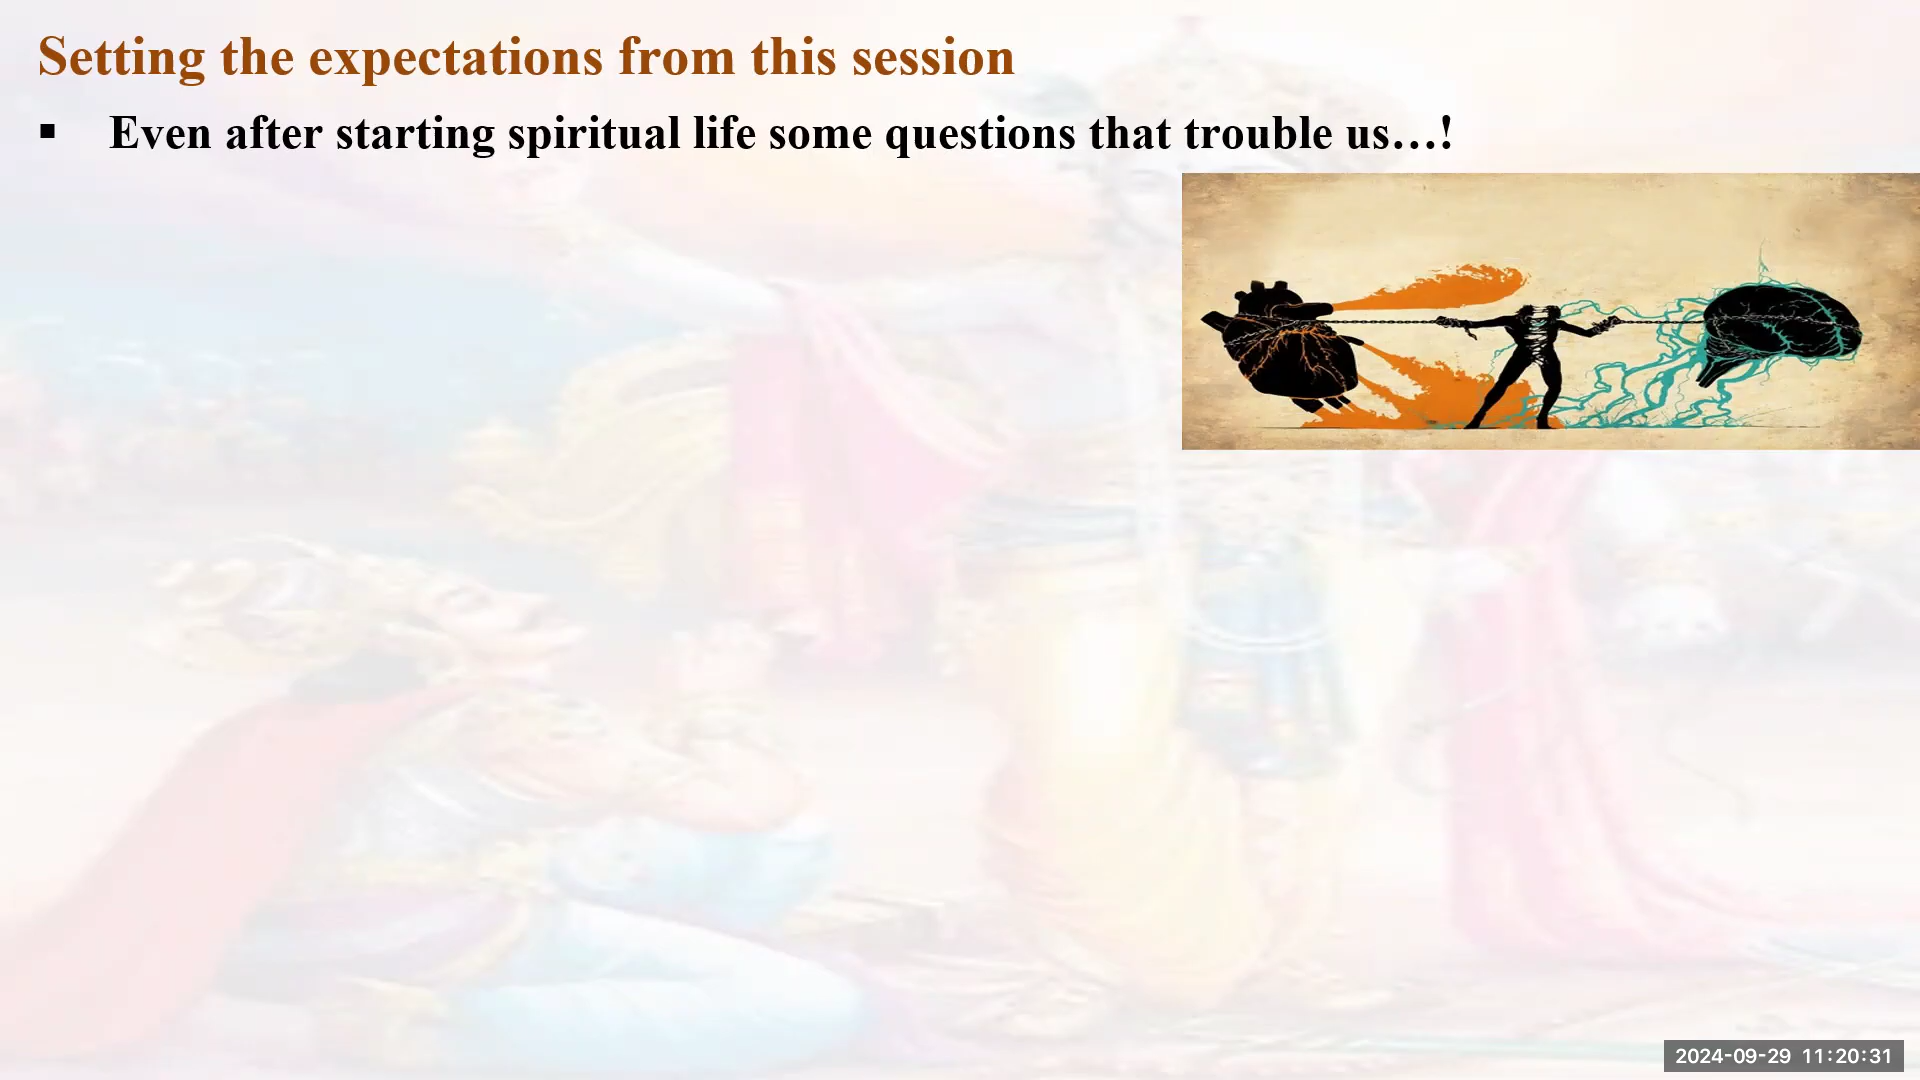 Setting the expectations from this session
▪ Even after starting spiritual life some questions that trouble us…!
2024-09-29 11:20:31